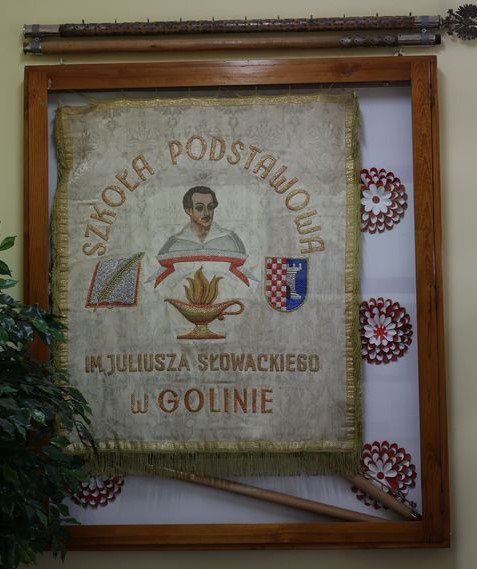 SZKOŁA PODSTAWOWA
IM. JULIUSZA SŁOWACKIEGO
W GOLINIE